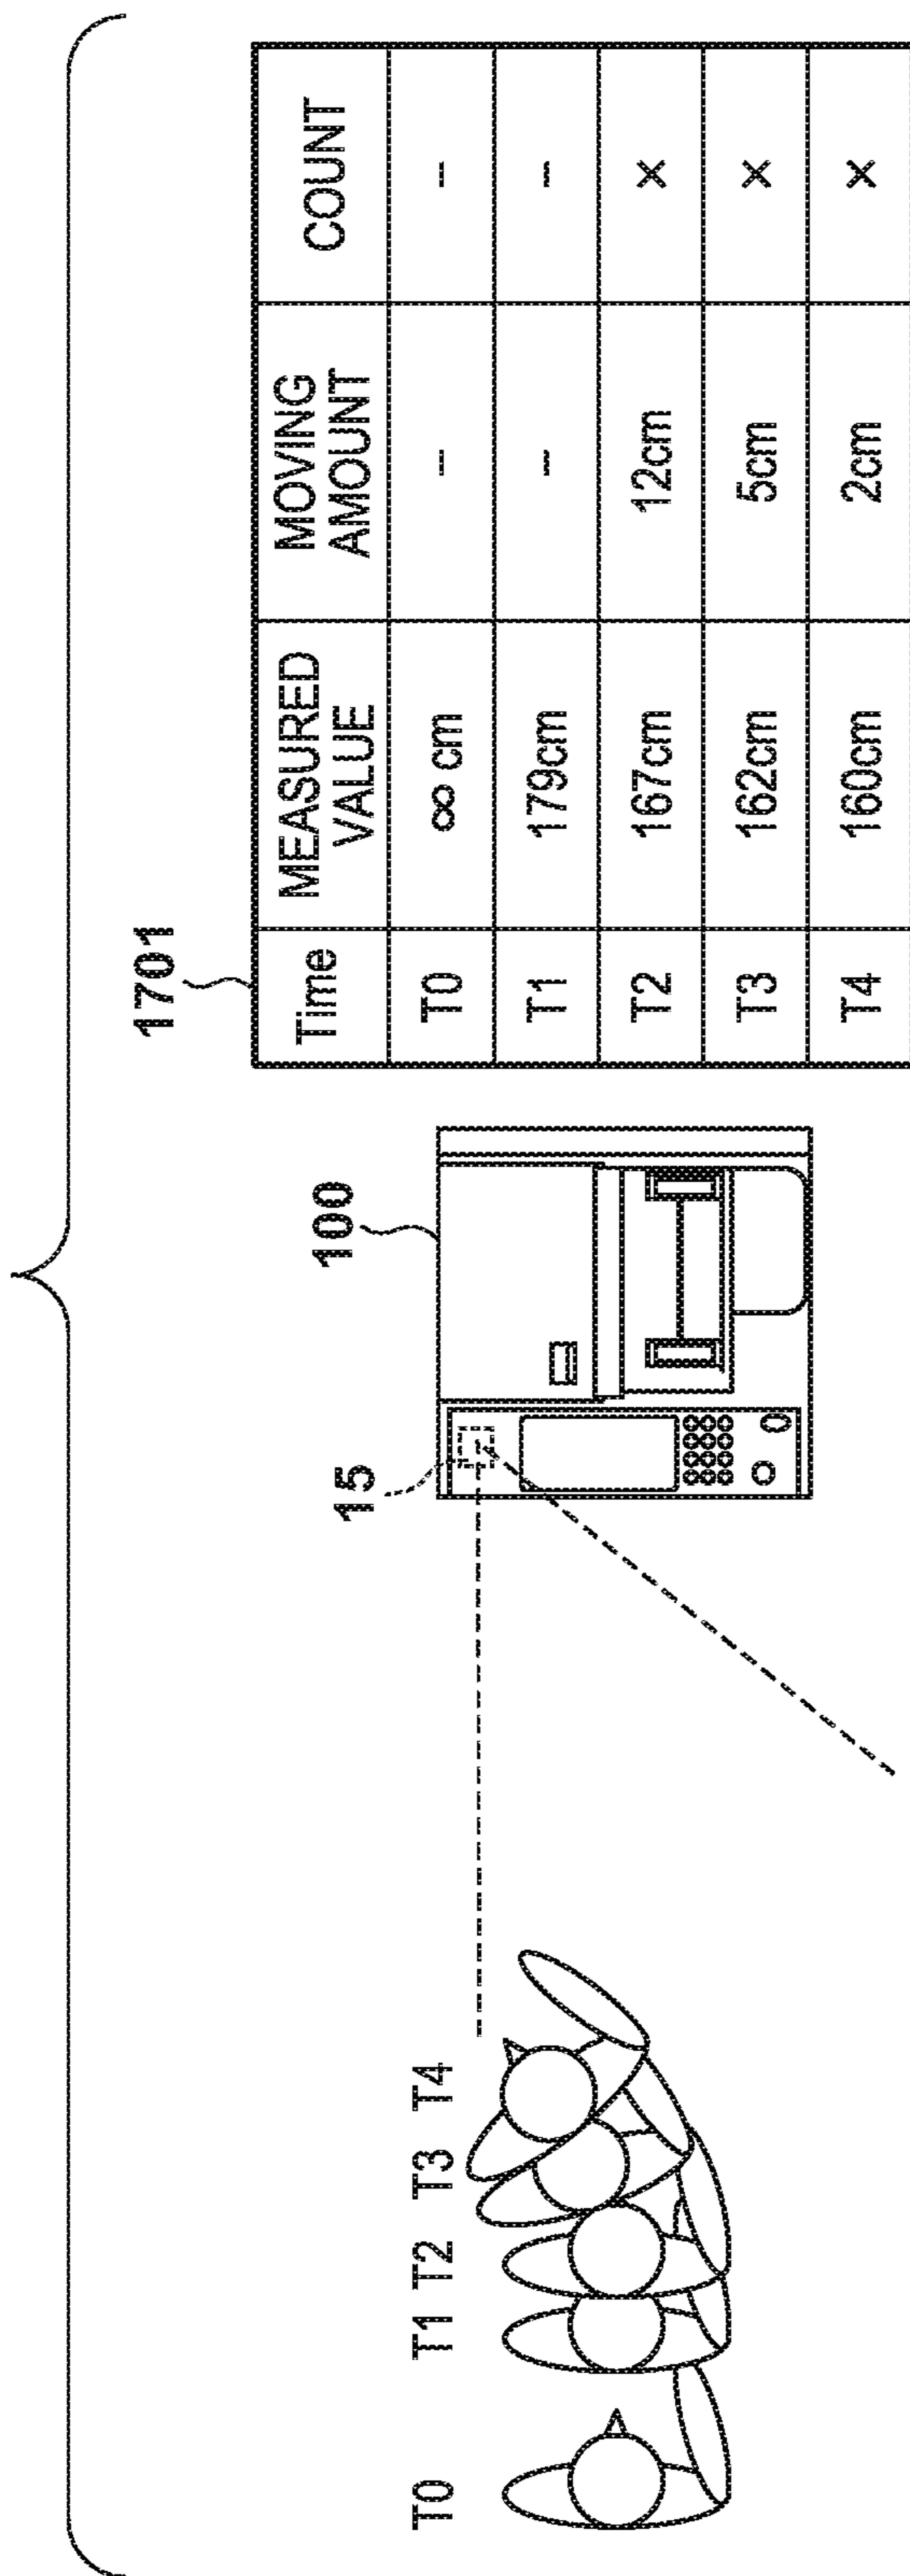 T0 T1 T2 T3 T4
15
100
1701
Time MEASURED VALUE MOVING AMOUNT COUNT
T0 ∞ cm – –
T1 179cm – –
T2 167cm 12cm ×
T3 162cm 5cm ×
T4 160cm 2cm ×